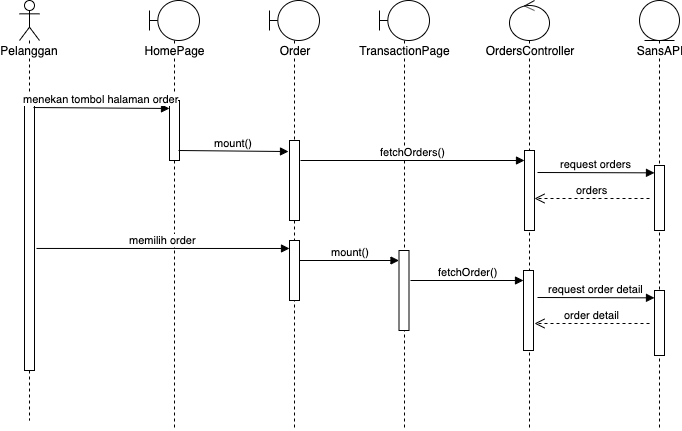 Pelanggan
HomePage
Order
TransactionPage
OrdersController
SansAPI
menekan tombol halaman order
mount()
fetchOrders()
request orders
orders
memilih order
mount()
fetchOrder()
request order detail
order detail